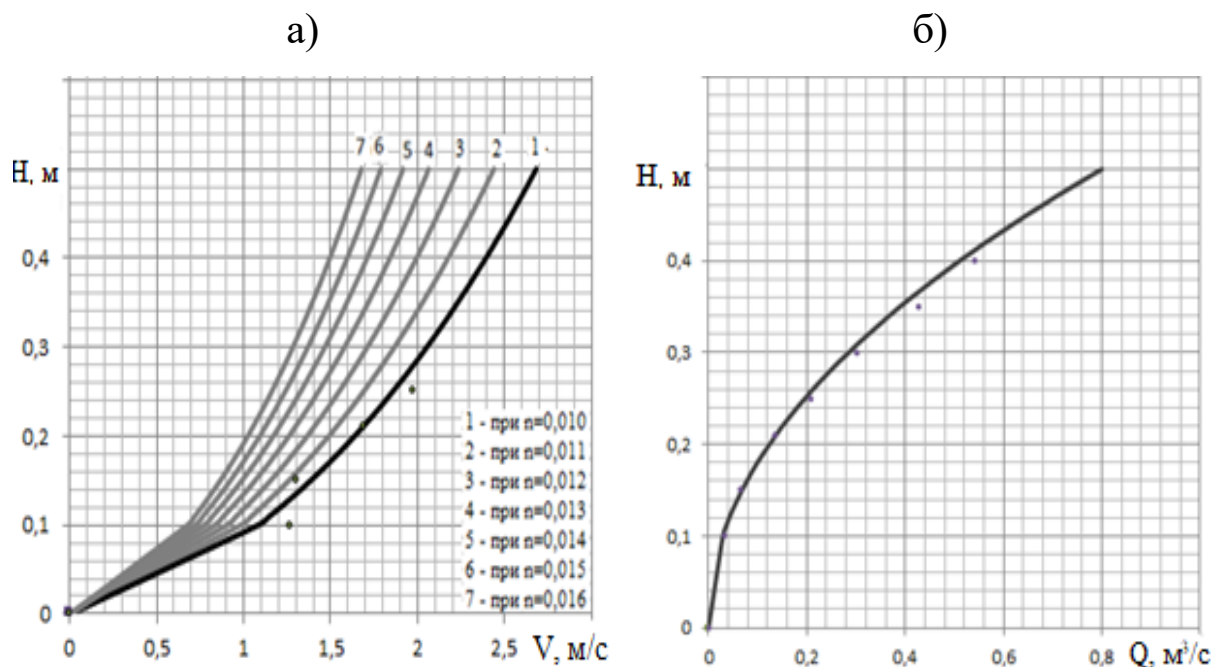 а)
б)
7 6 5 4 3 2 1
H, м
0,4
0,3
0,2
0,1
0
0 0,5 1 1,5 2 2,5 V, м/с
1 - при n=0,010
2 - при n=0,011
3 - при n=0,012
4 - при n=0,013
5 - при n=0,014
6 - при n=0,015
7 - при n=0,016
H, м
0,4
0,3
0,2
0,1
0
0 0,2 0,4 0,6 0,8 Q, м³/с